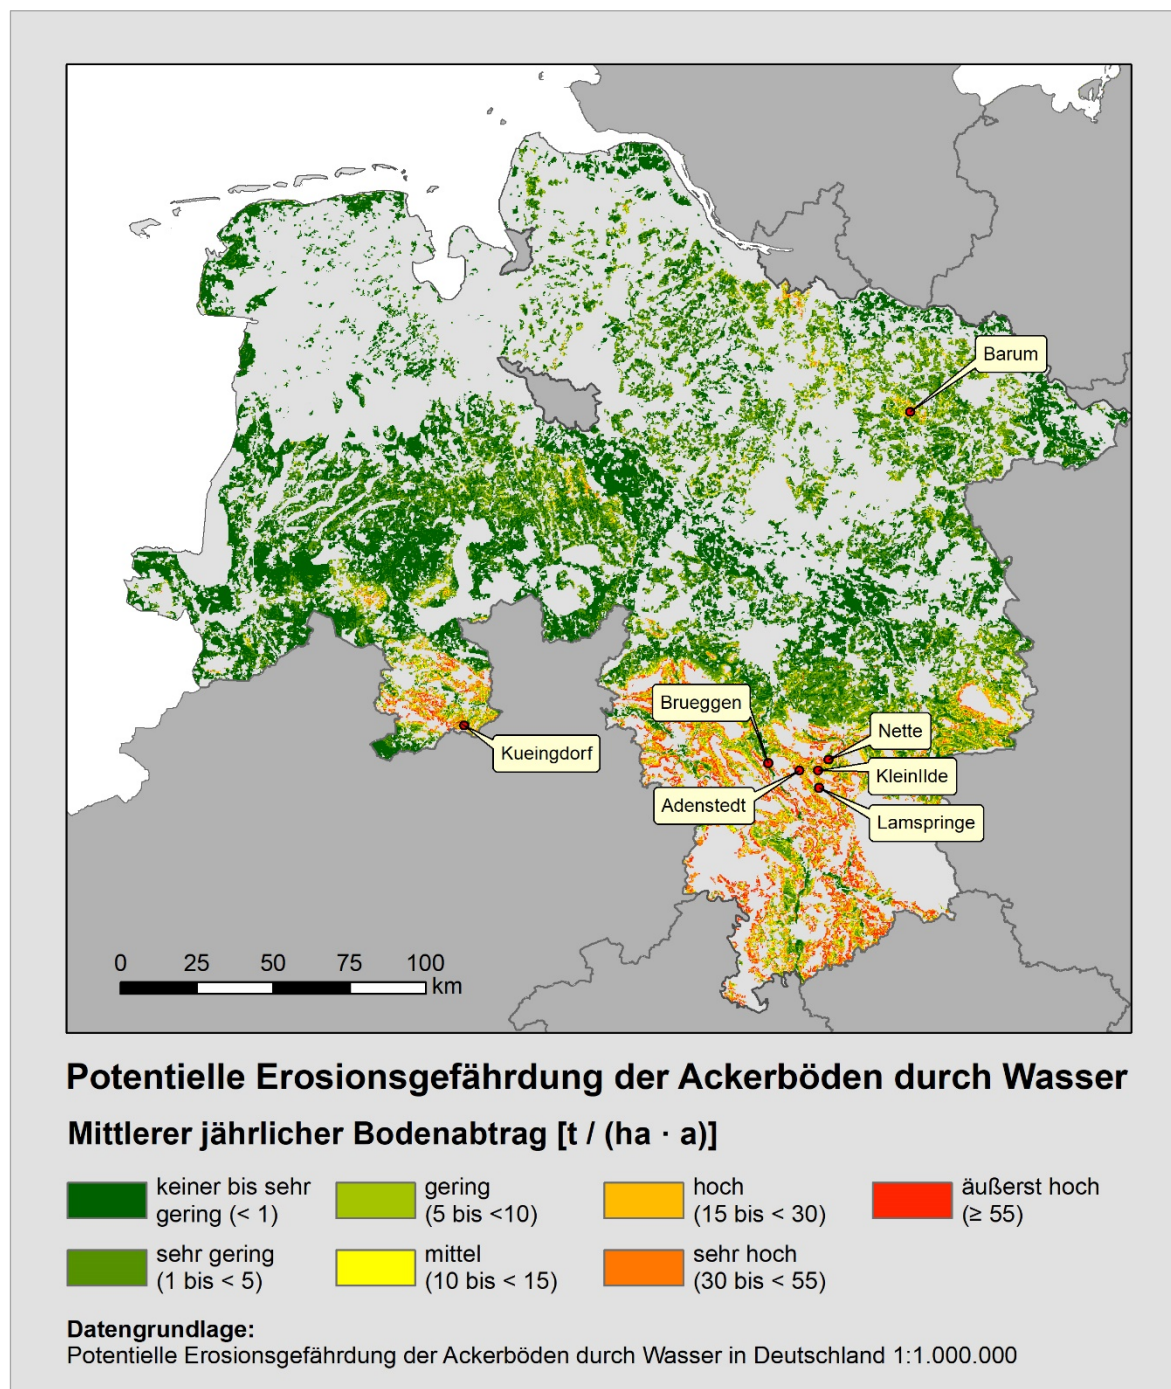 Barum
Brueggen
Nette
Kueingdorf
KleinIlde
Adenstedt
Lamspringe
0 25 50 75 100
km
Potentielle Erosionsgefährdung der Ackerböden durch Wasser
Mittlerer jährlicher Bodenabtrag [t / (ha · a)]
keiner bis sehr
gering (< 1)
gering
(5 bis <10)
hoch
(15 bis < 30)
äußerst hoch
(≥ 55)
sehr gering
(1 bis < 5)
mittel
(10 bis < 15)
sehr hoch
(30 bis < 55)
Datengrundlage:
Potentielle Erosionsgefährdung der Ackerböden durch Wasser in Deutschland 1:1.000.000